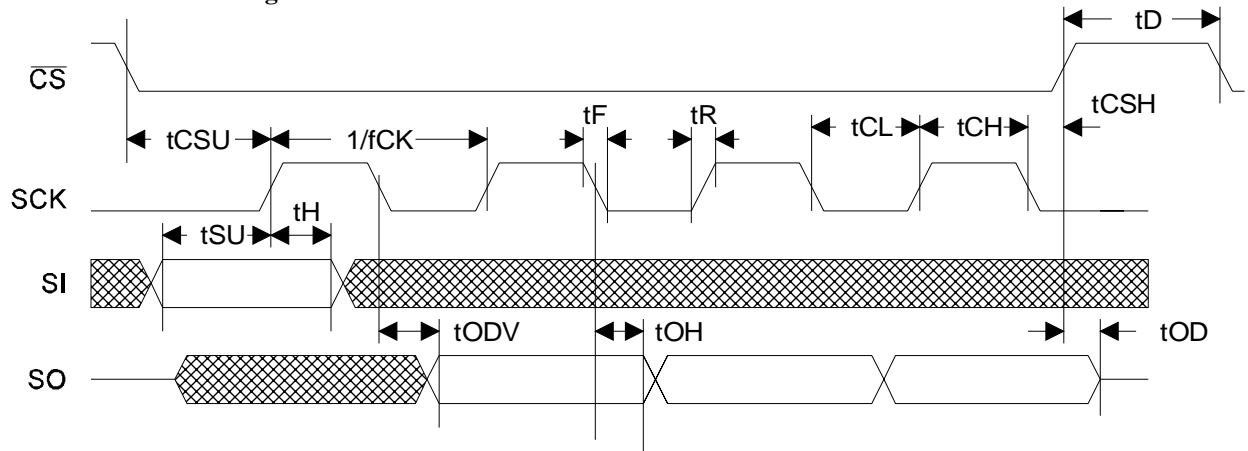 g
tD
CS
tCSH
tF
tR
tCSU
1/fCK
tCL
tCH
SCK
tH
tSU
SI
tODV
tOH
tOD
SO